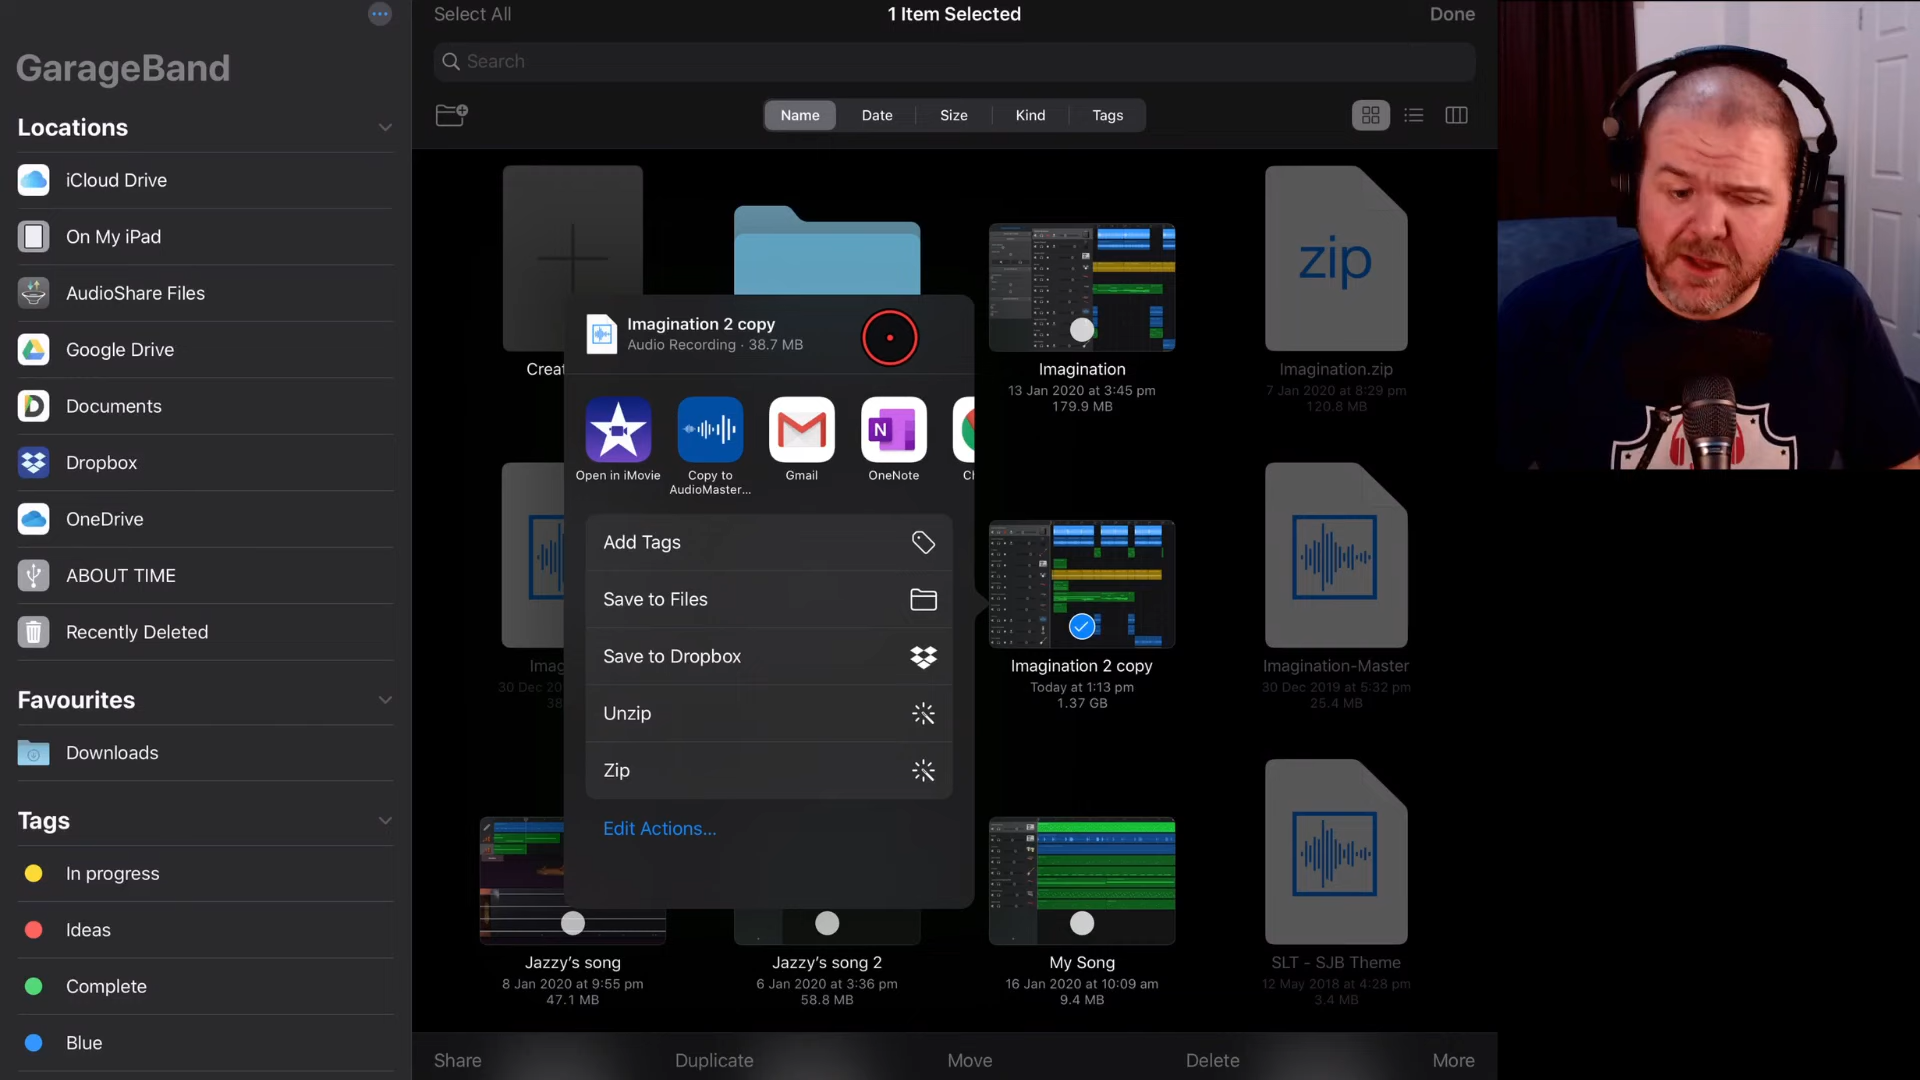 GarageBand
Locations
iCloud Drive
On My iPad
AudioShare Files
Google Drive
Documents
Dropbox
OneDrive
ABOUT TIME
Recently Deleted
Favourites
Downloads
Tags
In progress
Ideas
Complete
Blue
Select All
1 Item Selected
Done
Search
Name
Date
Size
Kind
Tags
Creat
Imagination
13 Jan 2020 at 3:45 pm
179.9 MB
zip
Imagination.zip
7 Jan 2020 at 8:29 pm
120.8 MB
Imagination 2 copy
Audio Recording · 38.7 MB
Open in iMovie
Copy to
AudioMaster...
Gmail
N
OneNote
Ch
Add Tags
Save to Files
Save to Dropbox
Unzip
Zip
Edit Actions...
Imag
30 Dec 20
38
Imagination 2 copy
Today at 1:13 pm
1.37 GB
Imagination-Master
30 Dec 2019 at 5:32 pm
25.4 MB
Jazzy's song
8 Jan 2020 at 9:55 pm
47.1 MB
Jazzy's song 2
6 Jan 2020 at 3:36 pm
58.8 MB
My Song
16 Jan 2020 at 10:09 am
9.4 MB
SLT - SJB Theme
12 May 2018 at 4:28 pm
3.4 MB
Share
Duplicate
Move
Delete
More